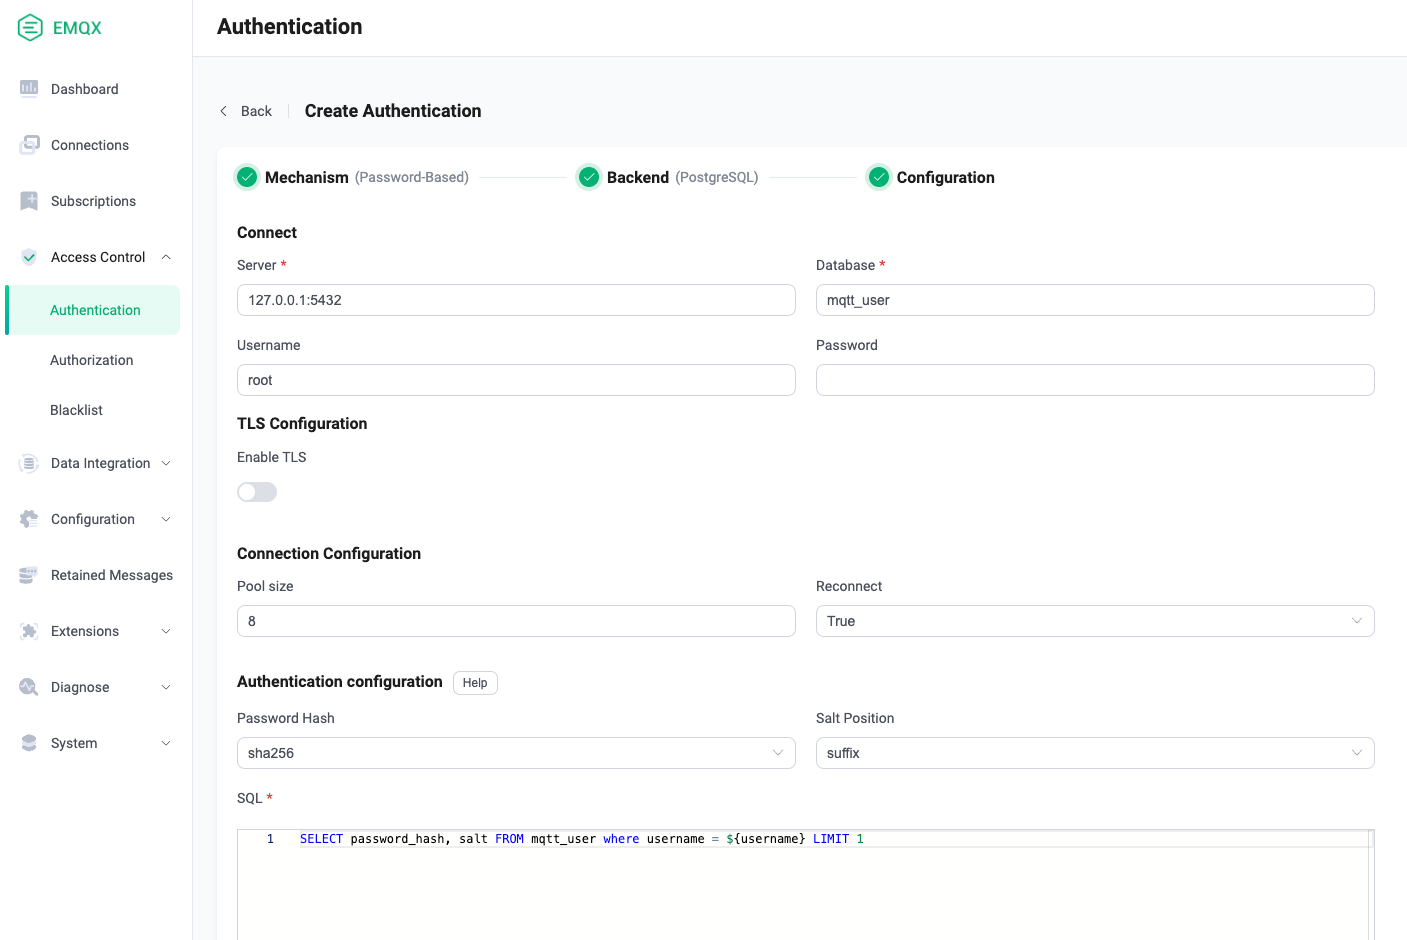 EMQX
Authentication
Dashboard
Connections
Subscriptions
Access Control
Authentication
Authorization
Blacklist
Data Integration
Configuration
Retained Messages
Extensions
Diagnose
System
Back
Create Authentication
Mechanism (Password-Based)
Backend (PostgreSQL)
Configuration
Connect
Server *
Database *
127.0.0.1:5432
mqtt_user
Username
Password
root
TLS Configuration
Enable TLS
Connection Configuration
Pool size
Reconnect
8
True
Authentication configuration
Help
Password Hash
Salt Position
sha256
suffix
SQL *
1 SELECT password_hash, salt FROM mqtt_user where username = ${username} LIMIT 1